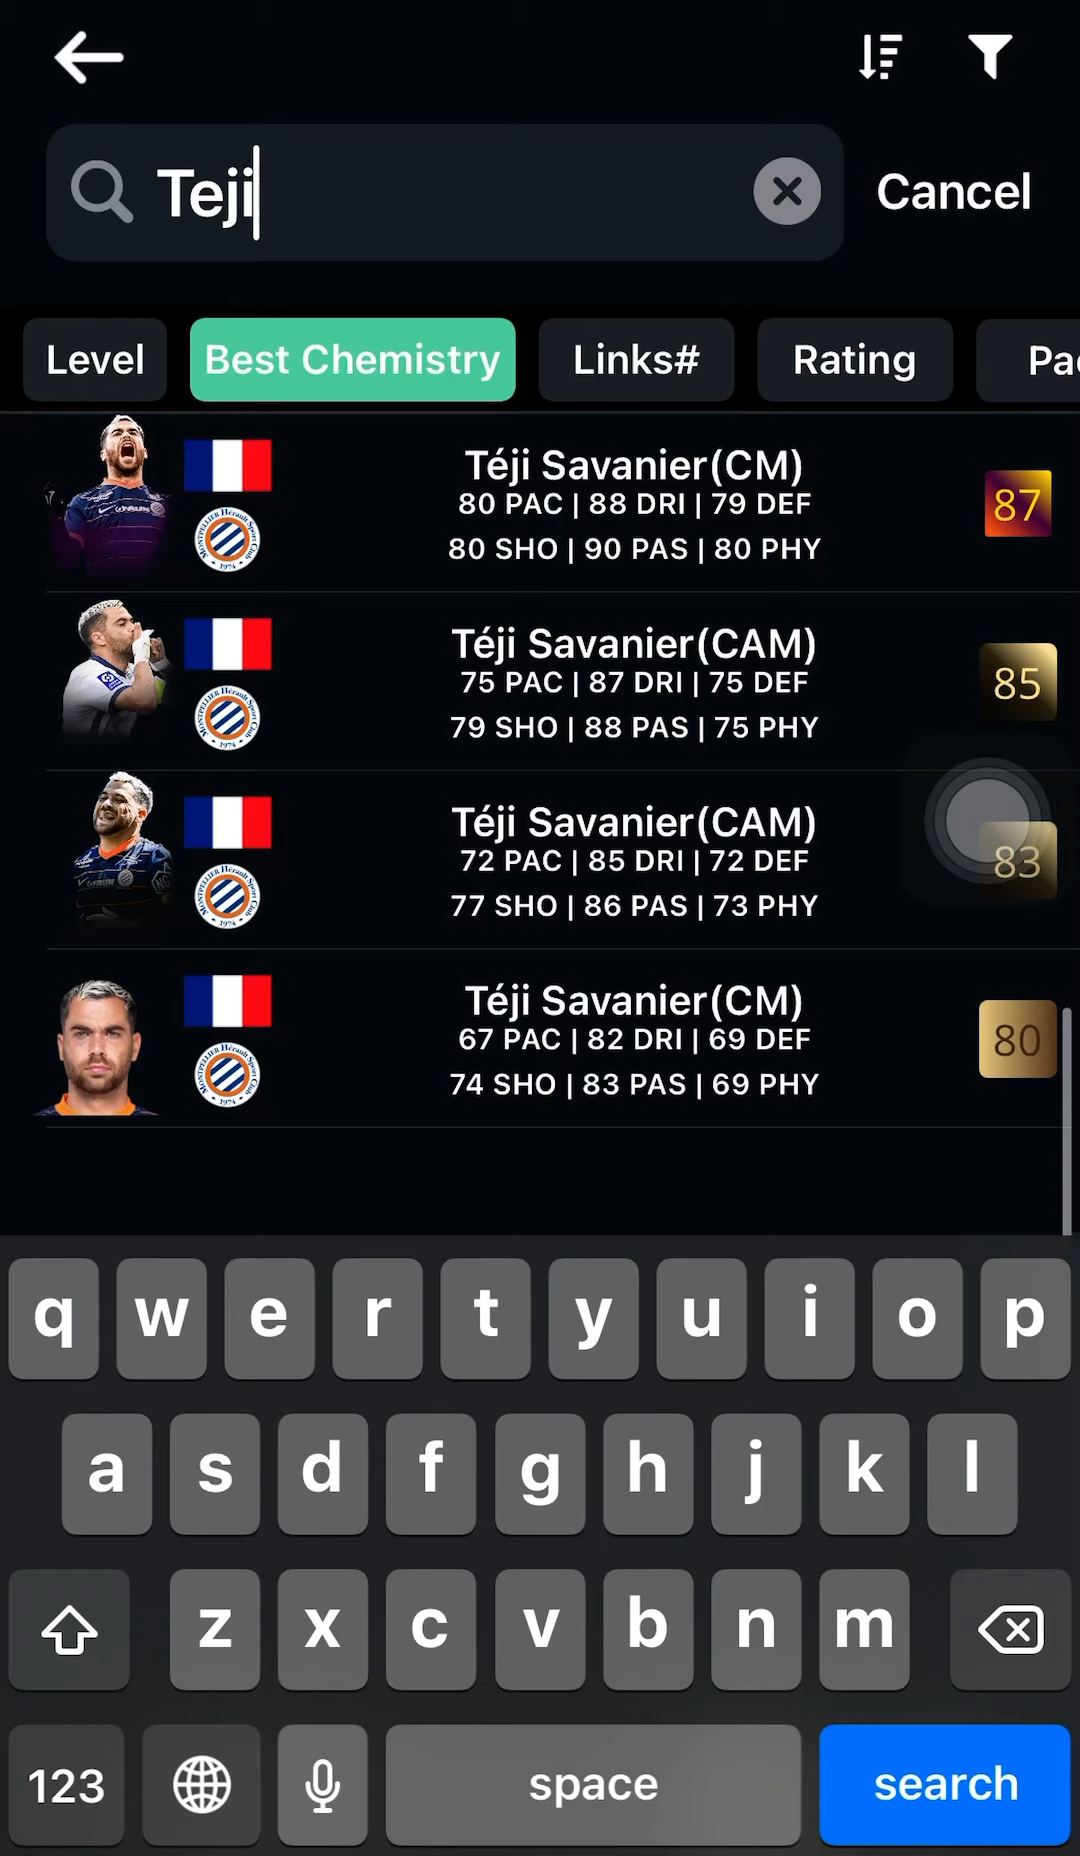 Teji
Cancel
Level
Best Chemistry
Links#
Rating
Téji Savanier(CM)
80 PAC | 88 DRI | 79 DEF
80 SHO | 90 PAS | 80 PHY
87
Téji Savanier(CAM)
75 PAC | 87 DRI | 75 DEF
79 SHO | 88 PAS | 75 PHY
85
Téji Savanier(CAM)
72 PAC | 85 DRI | 72 DEF
77 SHO | 86 PAS | 73 PHY
83
Téji Savanier(CM)
67 PAC | 82 DRI | 69 DEF
74 SHO | 83 PAS | 69 PHY
80
q w e r t y u i o p
a s d f g h j k l
z x c v b n m
123
space
search